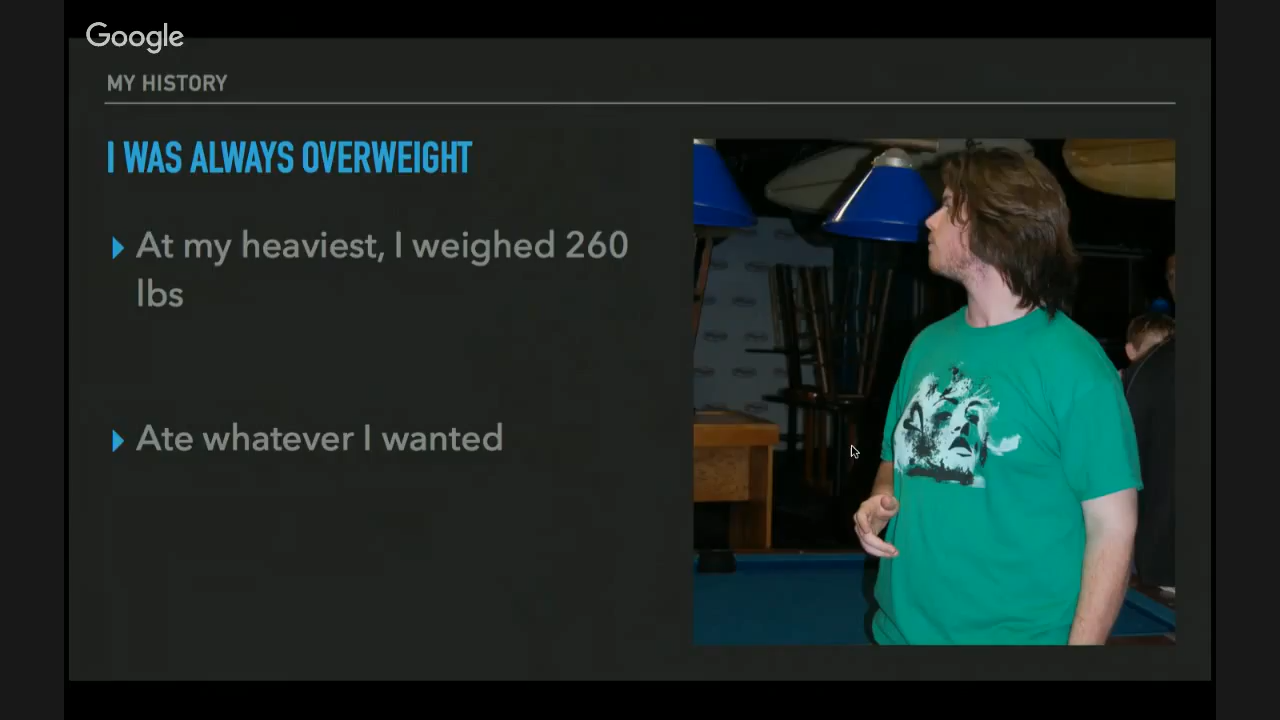 Google
MY HISTORY
I WAS ALWAYS OVERWEIGHT
At my heaviest, I weighed 260
lbs
Ate whatever I wanted